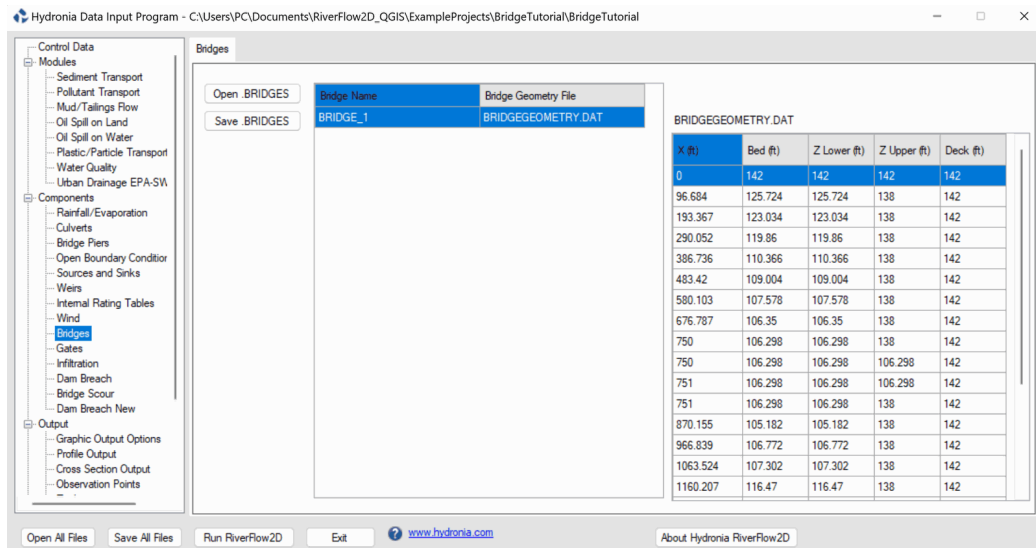 Hydronia Data Input Program - C:\Users\PC\Documents\RiverFlow2D_QGIS\ExampleProjects\BridgeTutorial\BridgeTutorial
Control Data
Modules
Sediment Transport
Pollutant Transport
Mud/Tailings Flow
Oil Spill on Land
Oil Spill on Water
Plastic/Particle Transport
Water Quality
Urban Drainage EPA-SW
Components
Rainfall/Evaporation
Culverts
Bridge Piers
Open Boundary Condition
Sources and Sinks
Weirs
Internal Rating Tables
Wind
Bridges
Gates
Infiltration
Dam Breach
Bridge Scour
Dam Breach New
Output
Graphic Output Options
Profile Output
Cross Section Output
Observation Points
Bridges
Open .BRIDGES
Save .BRIDGES
Bridge Name Bridge Geometry File
BRIDGE_1 BRIDGEGEOMETRY.DAT
BRIDGEGEOMETRY.DAT
X (ft) Bed (ft) Z Lower (ft) Z Upper (ft) Deck (ft)
0 142 142 142 142
96.684 125.724 125.724 138 142
193.367 123.034 123.034 138 142
290.052 119.86 119.86 138 142
386.736 110.366 110.366 138 142
483.42 109.004 109.004 138 142
580.103 107.578 107.578 138 142
676.787 106.35 106.35 138 142
750 106.298 106.298 138 142
750 106.298 106.298 106.298 142
751 106.298 106.298 106.298 142
751 106.298 106.298 138 142
870.155 105.182 105.182 138 142
966.839 106.772 106.772 138 142
1063.524 107.302 107.302 138 142
1160.207 116.47 116.47 138 142
Open All Files Save All Files Run RiverFlow2D Exit ? www.hydronia.com About Hydronia RiverFlow2D